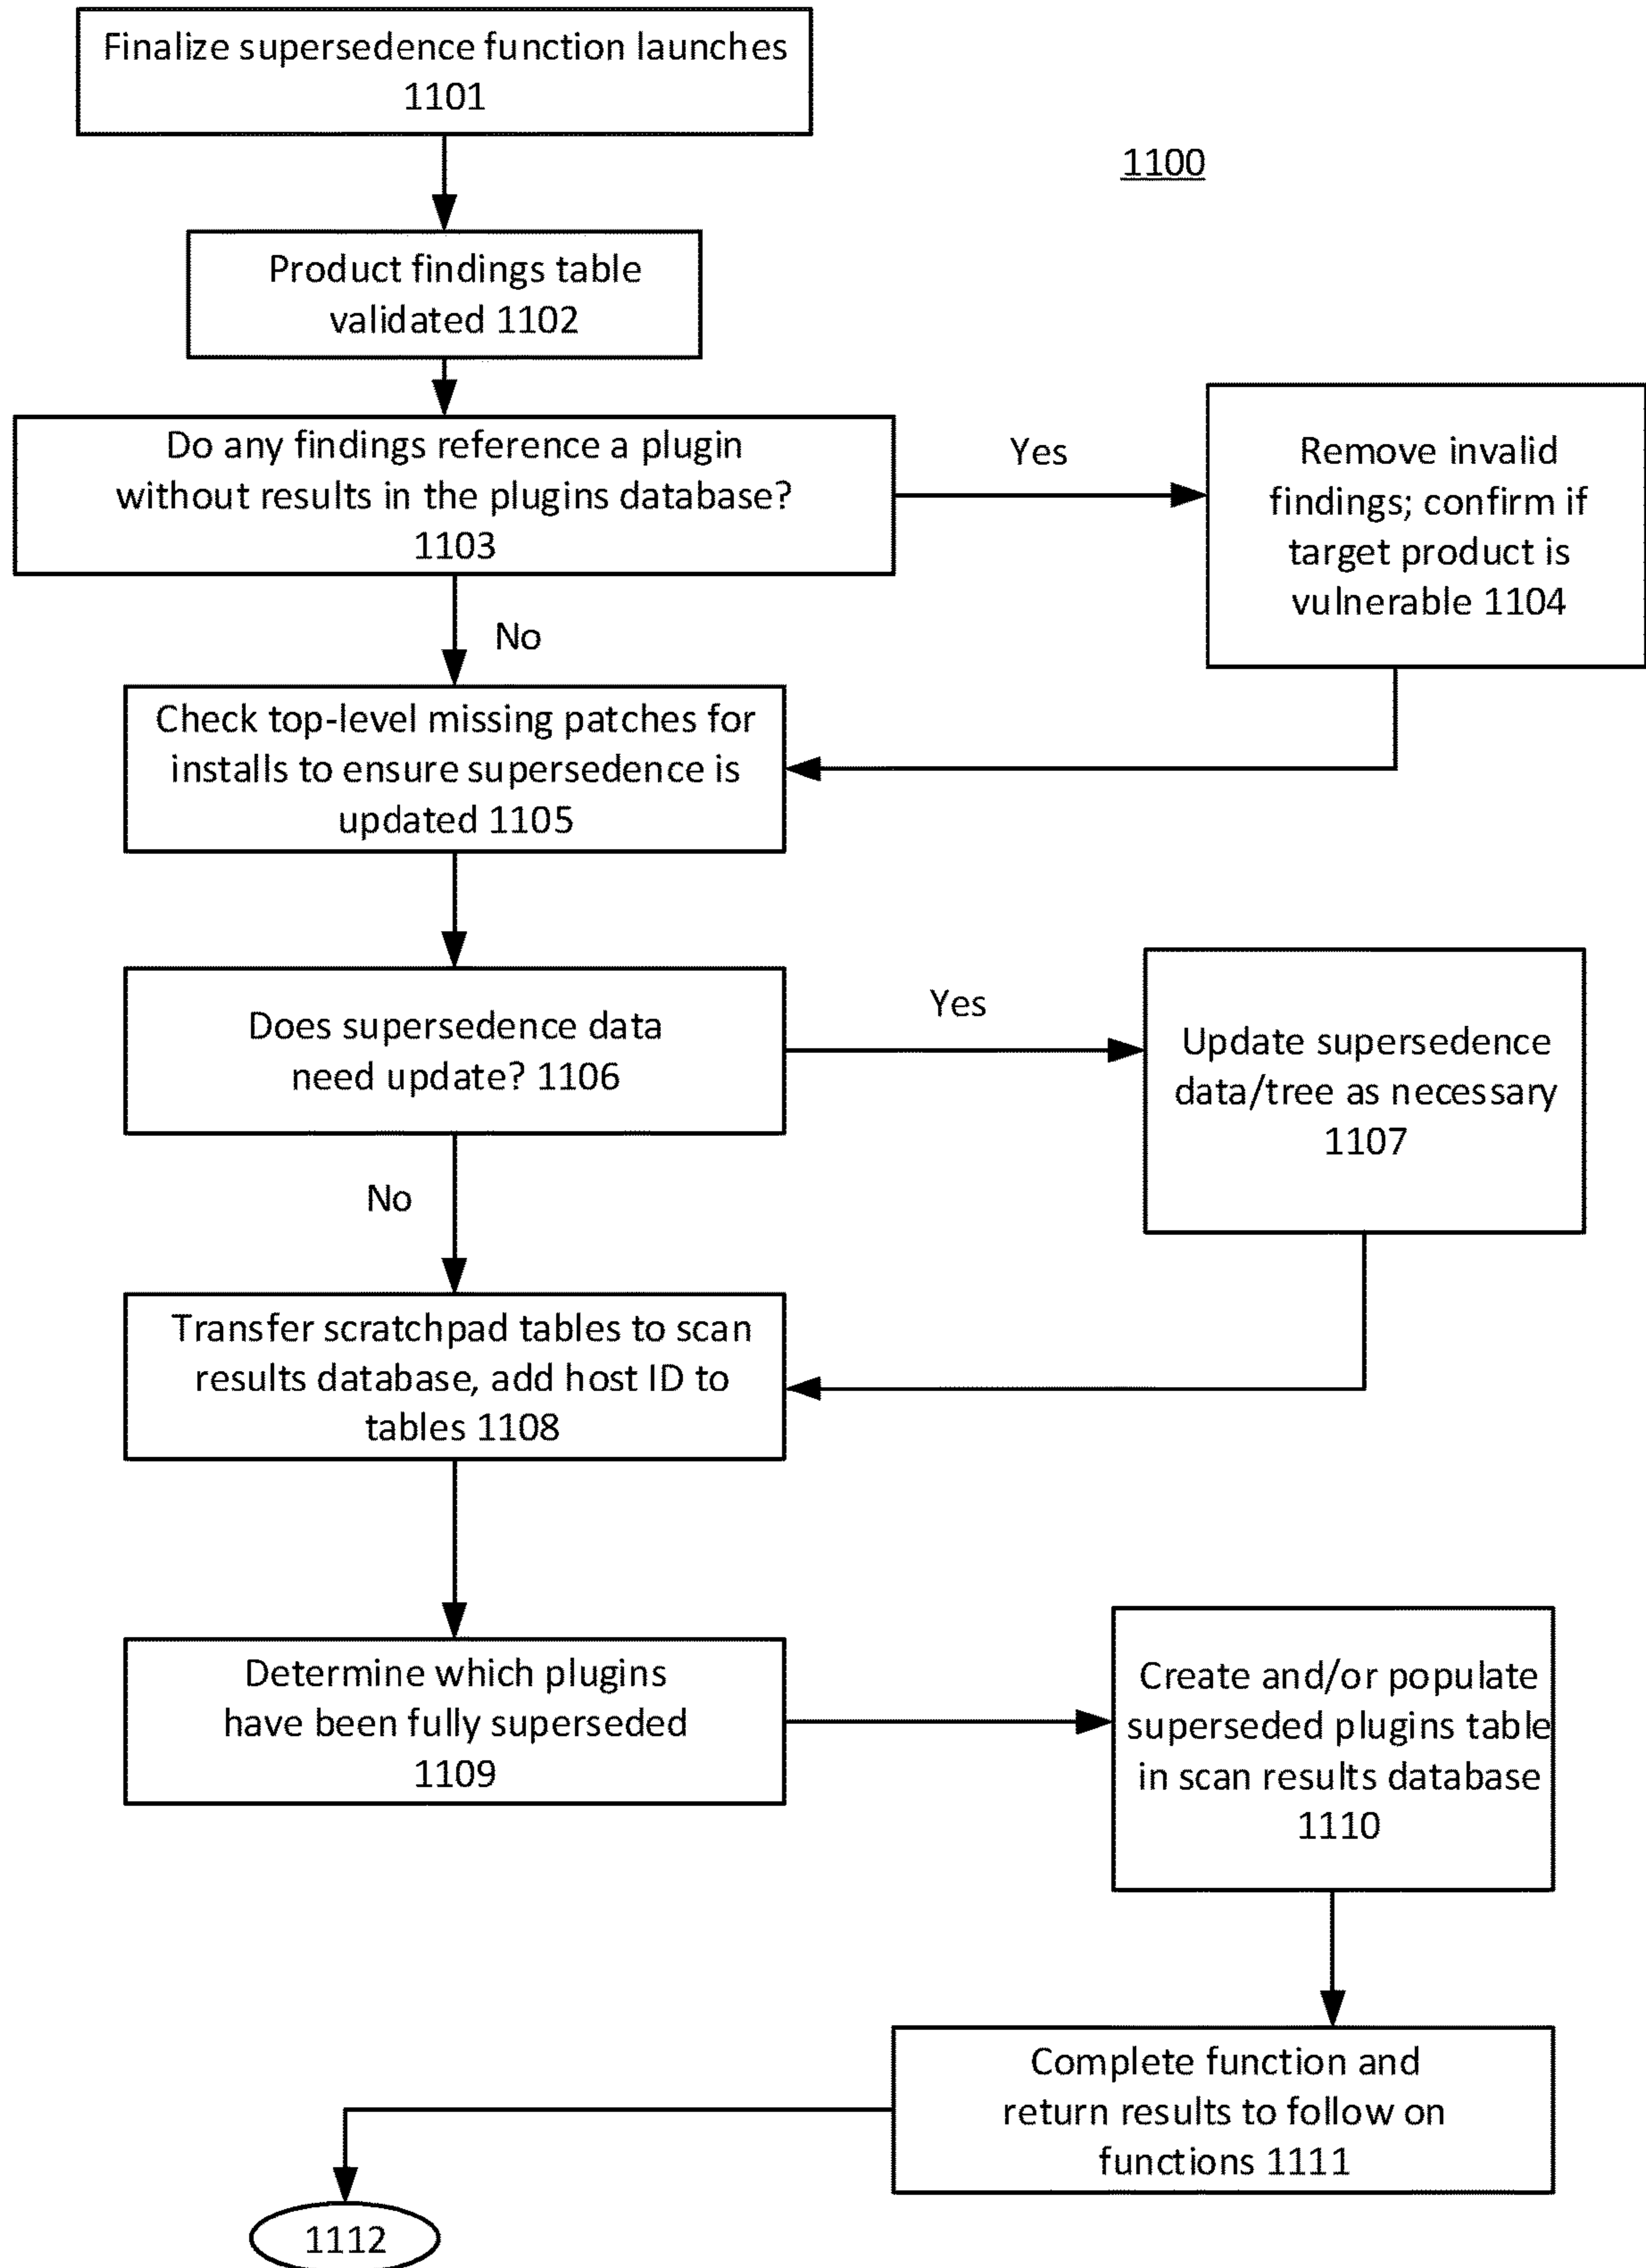 Finalize supersedence function launches
1101
1100
Product findings table
validated 1102
Do any findings reference a plugin
without results in the plugins database?
1103
Yes
Remove invalid
findings; confirm if
target product is
vulnerable 1104
No
Check top-level missing patches for
installs to ensure supersedence is
updated 1105
Does supersedence data
need update? 1106
Yes
Update supersedence
data/tree as necessary
1107
No
Transfer scratchpad tables to scan
results database, add host ID to
tables 1108
Determine which plugins
have been fully superseded
1109
Create and/or populate
superseded plugins table
in scan results database
1110
Complete function and
return results to follow on
functions 1111
1112